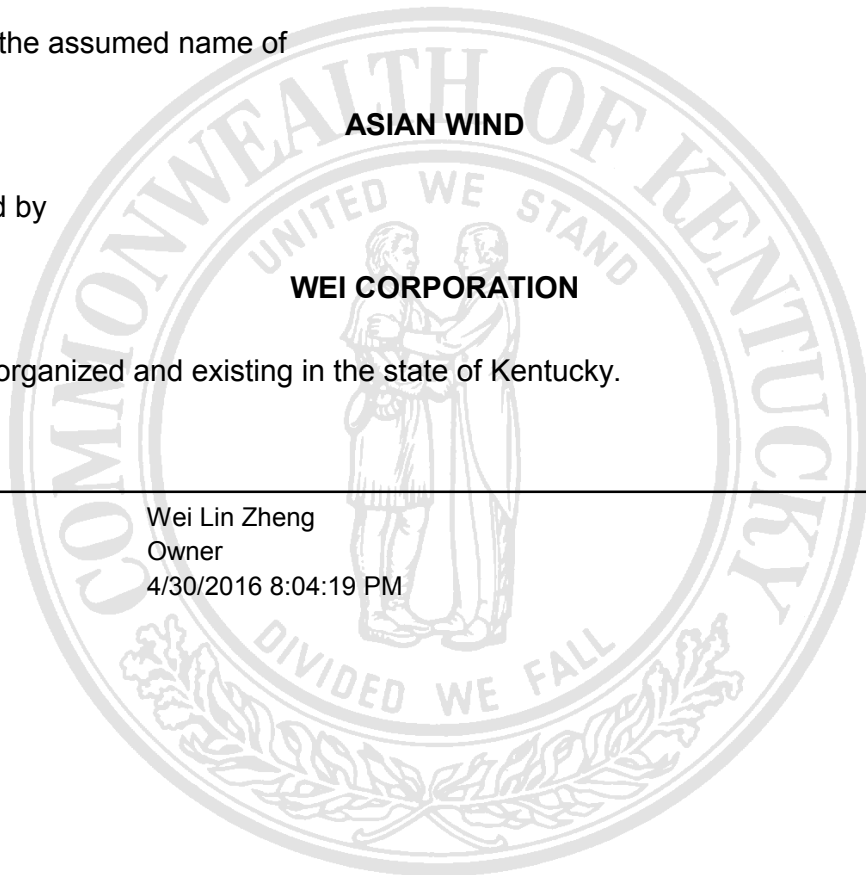 the assumed name of
ASIAN WIND
d by
WEI CORPORATION
organized and existing in the state of Kentucky.
Wei Lin Zheng
Owner
4/30/2016 8:04:19 PM
COMMONWEALTH OF KENTUCKY
UNITED WE STAND
DIVIDED WE FALL